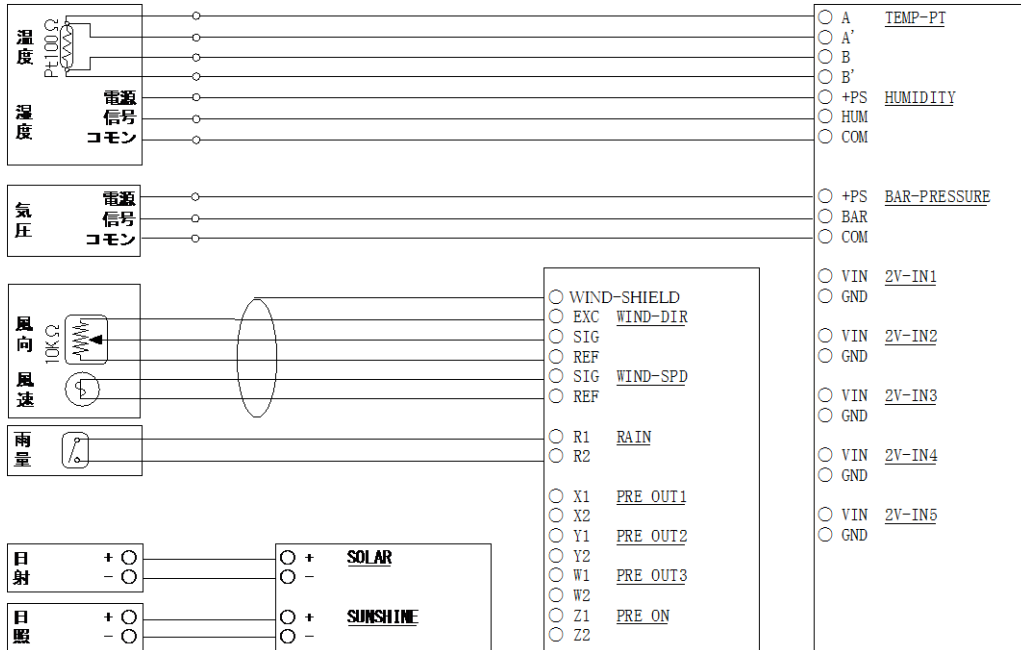 温度
Pt100Ω
湿度
電源
信号
コモン
A TEMP-PT
A'
B
B'
+PS HUMIDITY
HUM
COM
気圧
電源
信号
コモン
+PS BAR-PRESSURE
BAR
COM
VIN 2V-IN1
GND
VIN 2V-IN2
GND
VIN 2V-IN3
GND
VIN 2V-IN4
GND
VIN 2V-IN5
GND
風向
10KΩ
風速
WIND-SHIELD
EXC WIND-DIR
SIG
REF
SIG WIND-SPD
REF
雨量
R1 RAIN
R2
X1 PRE OUT1
X2
Y1 PRE OUT2
Y2
W1 PRE OUT3
W2
Z1 PRE ON
Z2
日射
+
-
+ SOLAR
-
日照
+
-
+ SUNSHINE
-